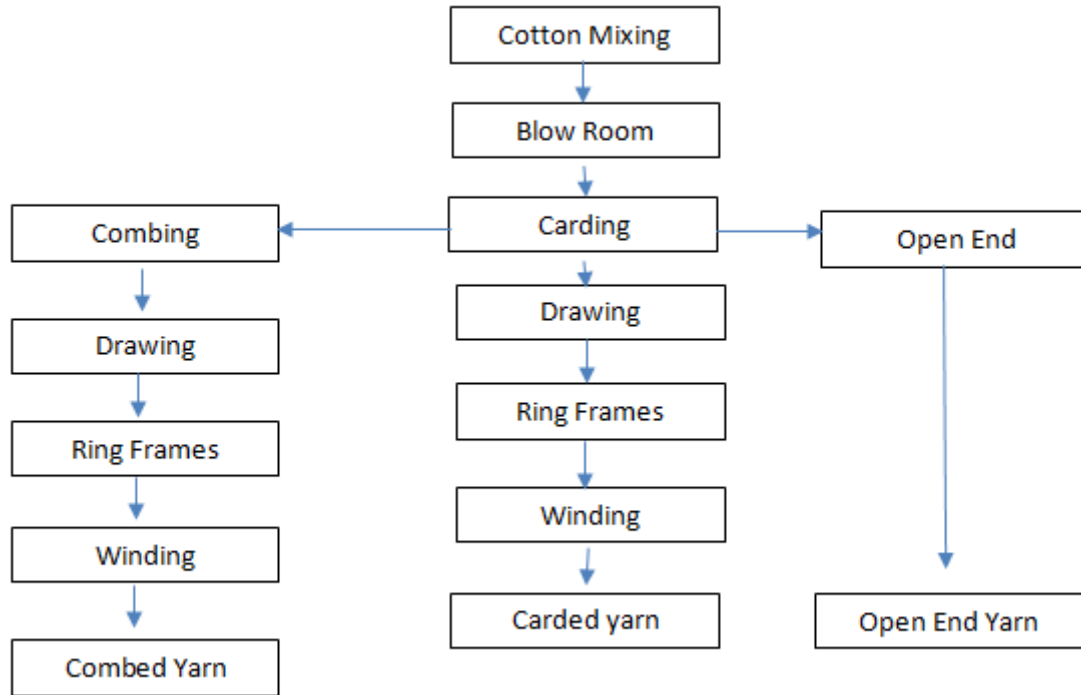 Cotton Mixing
Blow Room
Combing
Carding
Open End
Drawing
Drawing
Ring Frames
Ring Frames
Winding
Winding
Carded yarn
Open End Yarn
Combed Yarn